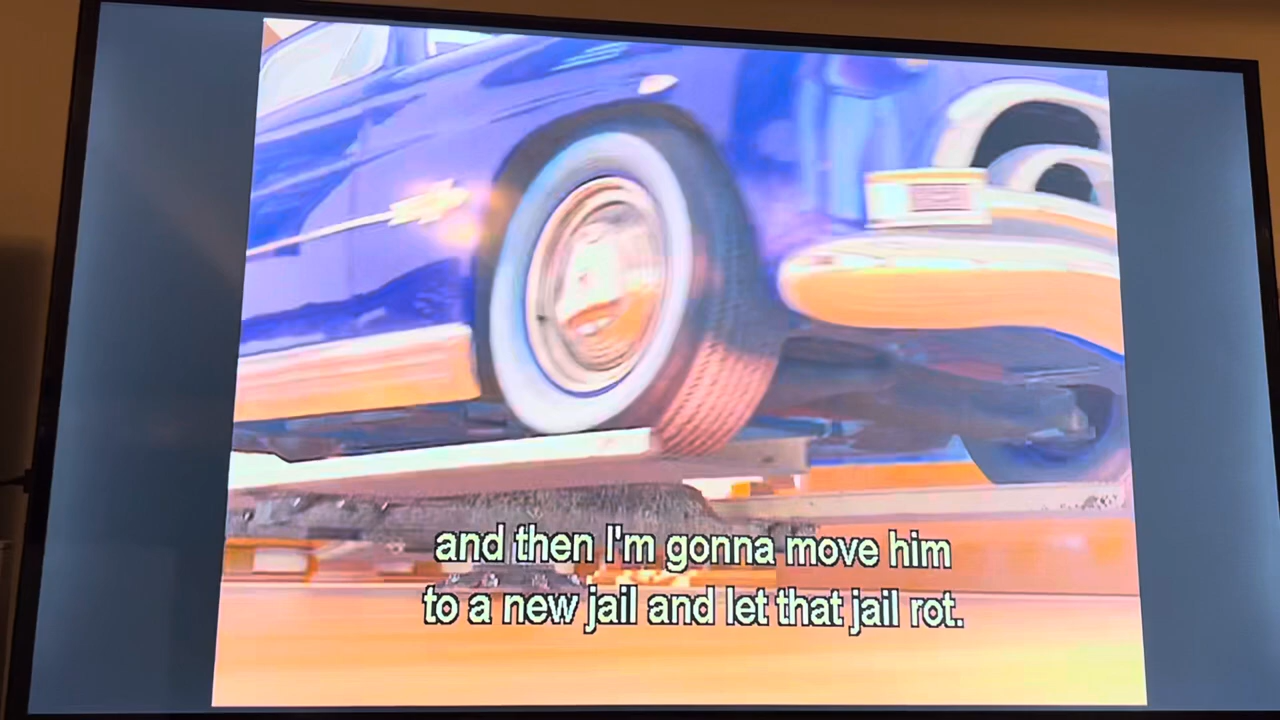 and then I'm gonna move him
to a new jail and let that jail rot.